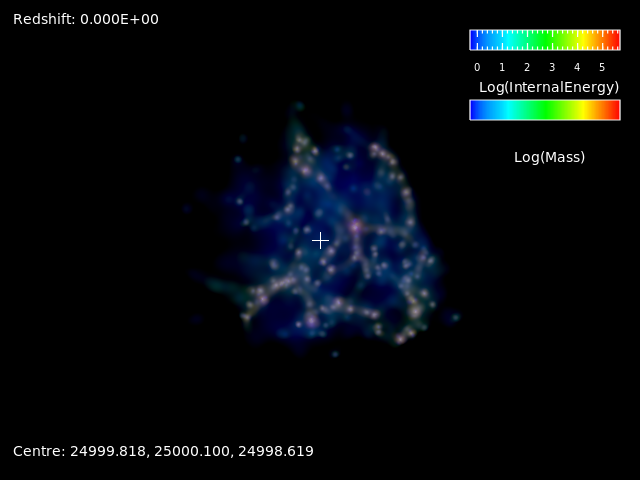 Redshift: 0.000E+00
0 1 2 3 4 5
Log(InternalEnergy)
Log(Mass)
Centre: 24999.818, 25000.100, 24998.619